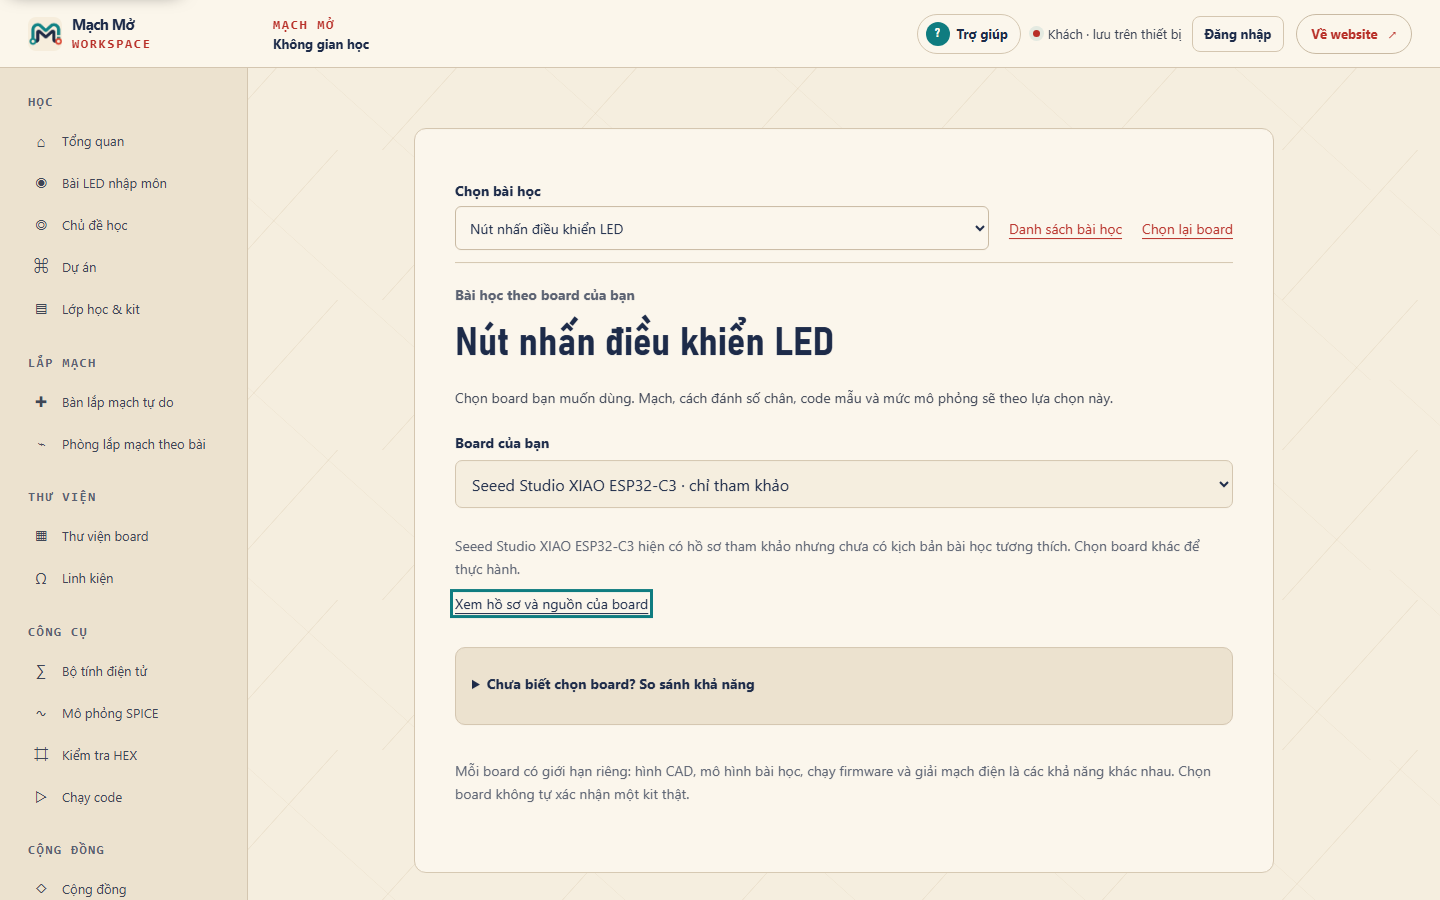 Mạch Mở
WORKSPACE
MẠCH MỞ
Không gian học
? Trợ giúp
Khách · lưu trên thiết bị
Đăng nhập
Về website ↗
HỌC
Tổng quan
Bài LED nhập môn
Chủ đề học
Dự án
Lớp học & kit
LẮP MẠCH
Bàn lắp mạch tự do
Phòng lắp mạch theo bài
THƯ VIỆN
Thư viện board
Linh kiện
CÔNG CỤ
Bộ tính điện tử
Mô phỏng SPICE
Kiểm tra HEX
Chạy code
CỘNG ĐỒNG
Cộng đồng
Chọn bài học
Nút nhấn điều khiển LED
Danh sách bài học
Chọn lại board
Bài học theo board của bạn
Nút nhấn điều khiển LED
Chọn board bạn muốn dùng. Mạch, cách đánh số chân, code mẫu và mức mô phỏng sẽ theo lựa chọn này.
Board của bạn
Seeed Studio XIAO ESP32-C3 · chỉ tham khảo
Seeed Studio XIAO ESP32-C3 hiện có hồ sơ tham khảo nhưng chưa có kịch bản bài học tương thích. Chọn board khác để
thực hành.
Xem hồ sơ và nguồn của board
Chưa biết chọn board? So sánh khả năng
Mỗi board có giới hạn riêng: hình CAD, mô hình bài học, chạy firmware và giải mạch điện là các khả năng khác nhau. Chọn
board không tự xác nhận một kit thật.